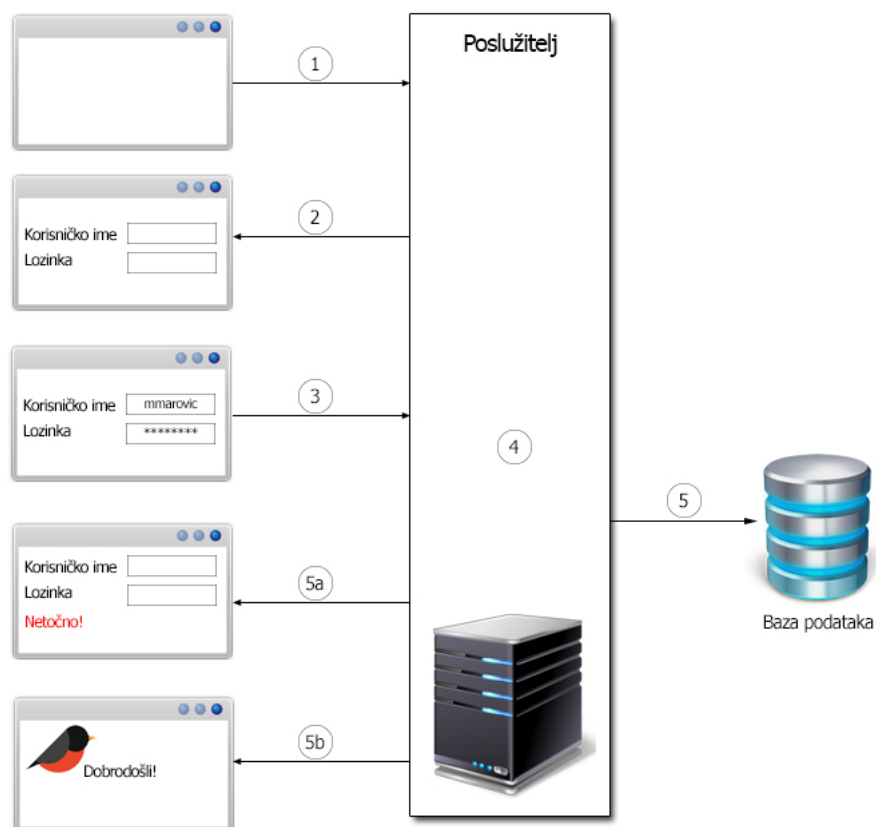 Poslužitelj
1
2
Korisničko ime
Lozinka
3
Korisničko ime mmarovic
Lozinka ********
4
5
Baza podataka
5a
Korisničko ime
Lozinka
Netočno!
5b
Dobrodošli!